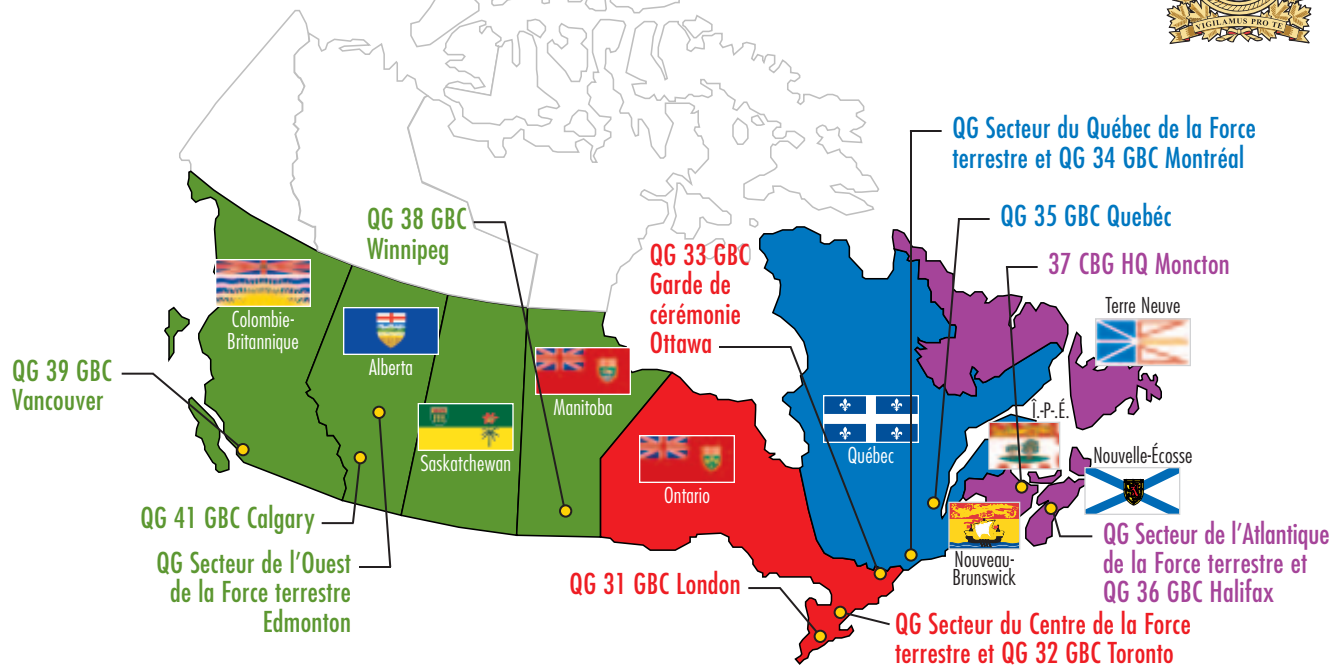 VIGILAMUS PRO TE
QG Secteur du Québec de la Force
terrestre et QG 34 GBC Montréal
QG 38 GBC
Winnipeg
QG 35 GBC Quebéc
QG 33 GBC
Garde de
cérémonie
Ottawa
37 CBG HQ Moncton
Terre Neuve
Colombie-
Britannique
Alberta
QG 39 GBC
Vancouver
Manitoba
Î.-P.-É.
Saskatchewan
Québec
Nouvelle-Écosse
Ontario
QG 41 GBC Calgary
QG Secteur de l'Ouest
de la Force terrestre
Edmonton
Nouveau-
Brunswick
QG Secteur de l'Atlantique
de la Force terrestre et
QG 36 GBC Halifax
QG 31 GBC London
QG Secteur du Centre de la Force
terrestre et QG 32 GBC Toronto